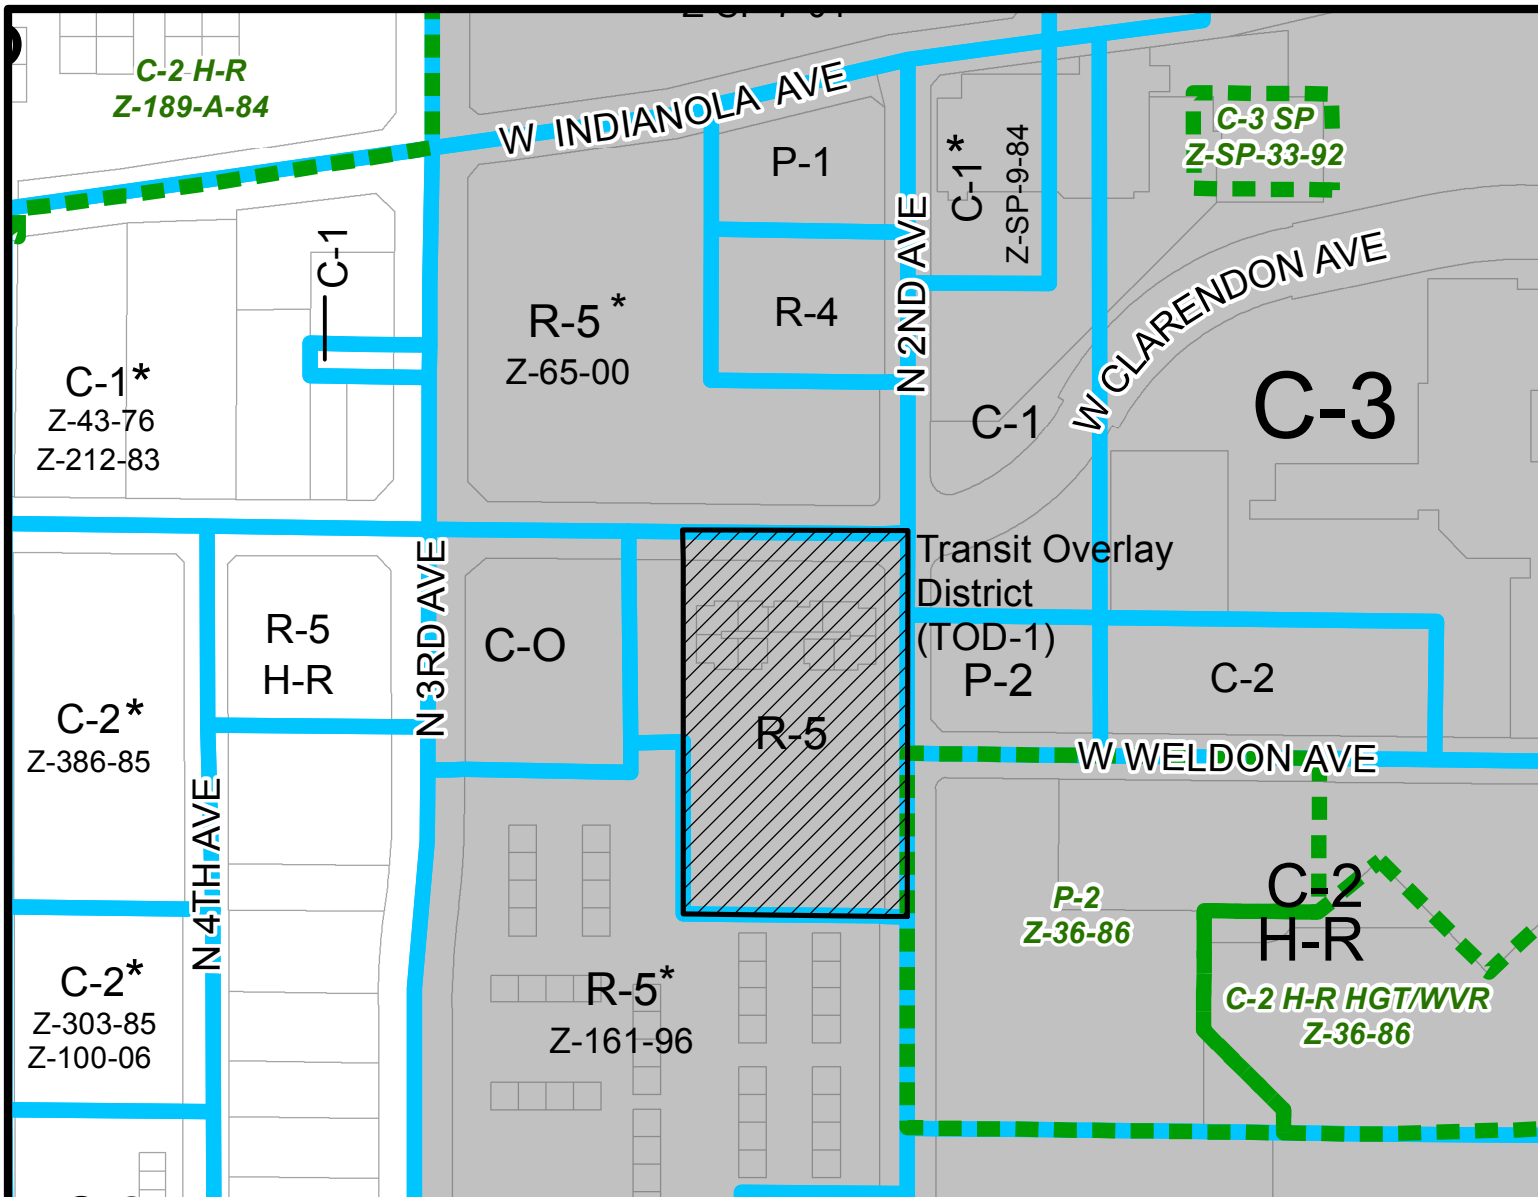 C-2 H-R
Z-189-A-84
W INDIANOLA AVE
P-1
C-1*
Z-SP-9-84
C-3 SP
Z-SP-33-92
C-1
R-5*
Z-65-00
R-4
N 2ND AVE
W CLARENDON AVE
C-1*
Z-43-76
Z-212-83
C-1
C-3
Transit Overlay
District
(TOD-1)
N 3RD AVE
R-5
H-R
C-O
P-2
C-2
C-2*
Z-386-85
R-5
W WELDON AVE
N 4TH AVE
P-2
Z-36-86
C-2
H-R
C-2*
Z-303-85
Z-100-06
R-5*
Z-161-96
C-2 H-R HGT/WVR
Z-36-86